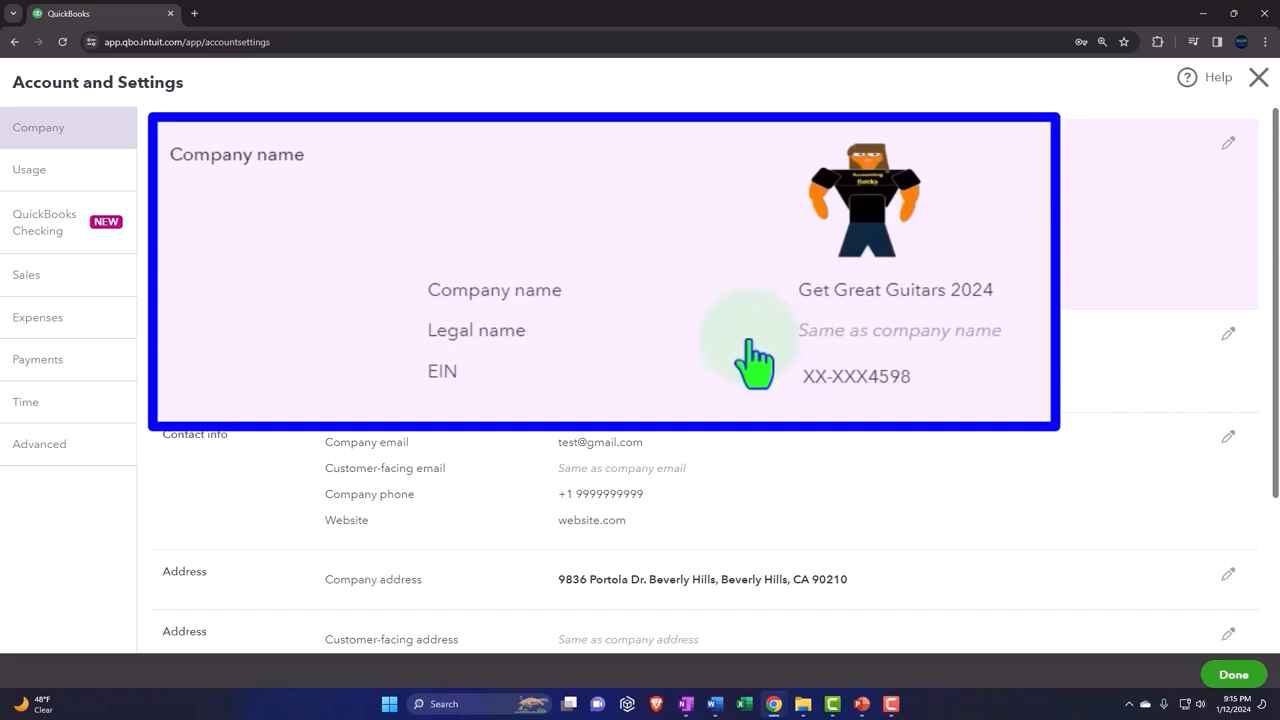 QuickBooks
app.qbo.intuit.com/app/accountsettings
Account and Settings
Help
Company
Usage
QuickBooks
Checking
NEW
Sales
Expenses
Payments
Time
Advanced
Company name
Accounting
Rocks
Company name Get Great Guitars 2024
Legal name Same as company name
EIN XX-XXX4598
Contact info
Company email test@gmail.com
Customer-facing email Same as company email
Company phone +1 9999999999
Website website.com
Address
Company address 9836 Portola Dr. Beverly Hills, Beverly Hills, CA 90210
Address
Customer-facing address Same as company address
Done
48°F
Clear
Search
9:15 PM
1/12/2024